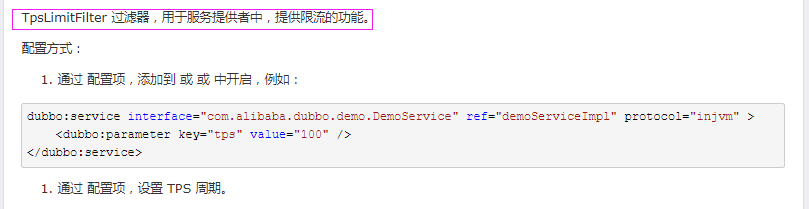 TpsLimitFilter 过滤器，用于服务提供者中，提供限流的功能。
配置方式：
1. 通过 配置项，添加到 或 或 中开启，例如：
dubbo:service interface="com.alibaba.dubbo.demo.DemoService" ref="demoServiceImpl" protocol="injvm" >
    <dubbo:parameter key="tps" value="100" />
</dubbo:service>
1. 通过 配置项，设置 TPS 周期。